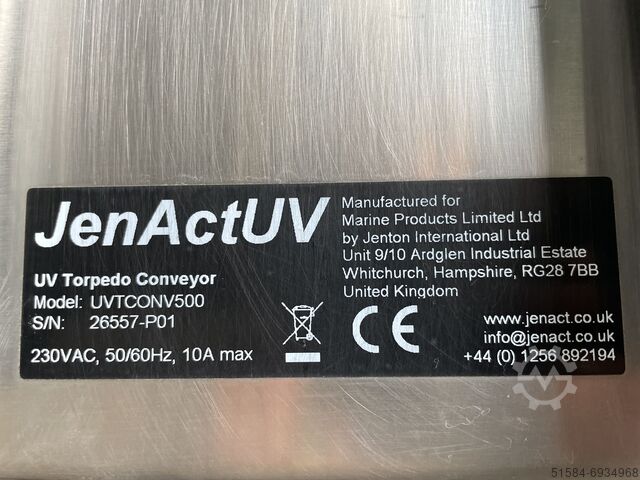 JenActUV
Manufactured for
Marine Products Limited Ltd
by Jenton International Ltd
Unit 9/10 Ardglen Industrial Estate
Whitchurch, Hampshire, RG28 7BB
United Kingdom
UV Torpedo Conveyor
Model: UVTCONV500
S/N: 26557-P01
230VAC, 50/60Hz, 10A max
CE
www.jenact.co.uk
info@jenact.co.uk
+44 (0) 1256 892194
51584-6934968